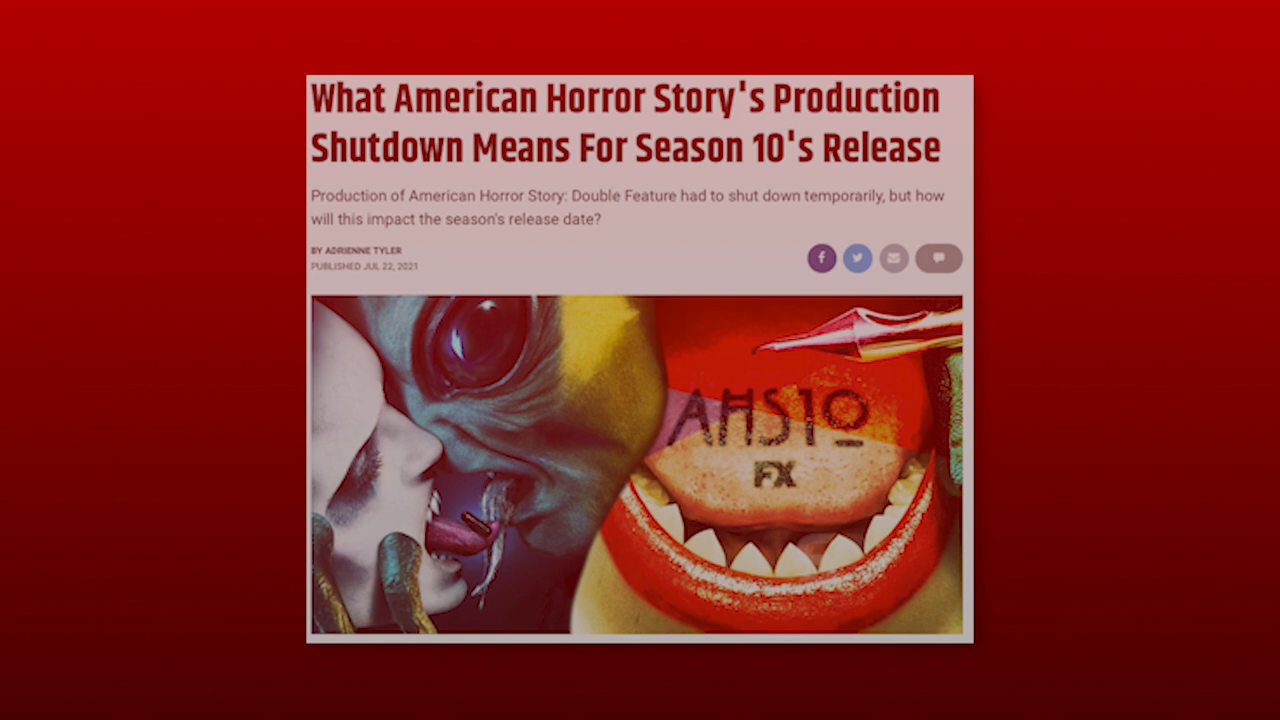 What American Horror Story's Production
Shutdown Means For Season 10's Release
Production of American Horror Story: Double Feature had to shut down temporarily, but how
will this impact the season's release date?
BY ADRIENNE TYLER
PUBLISHED JUL 22, 2021
AHS10
FX